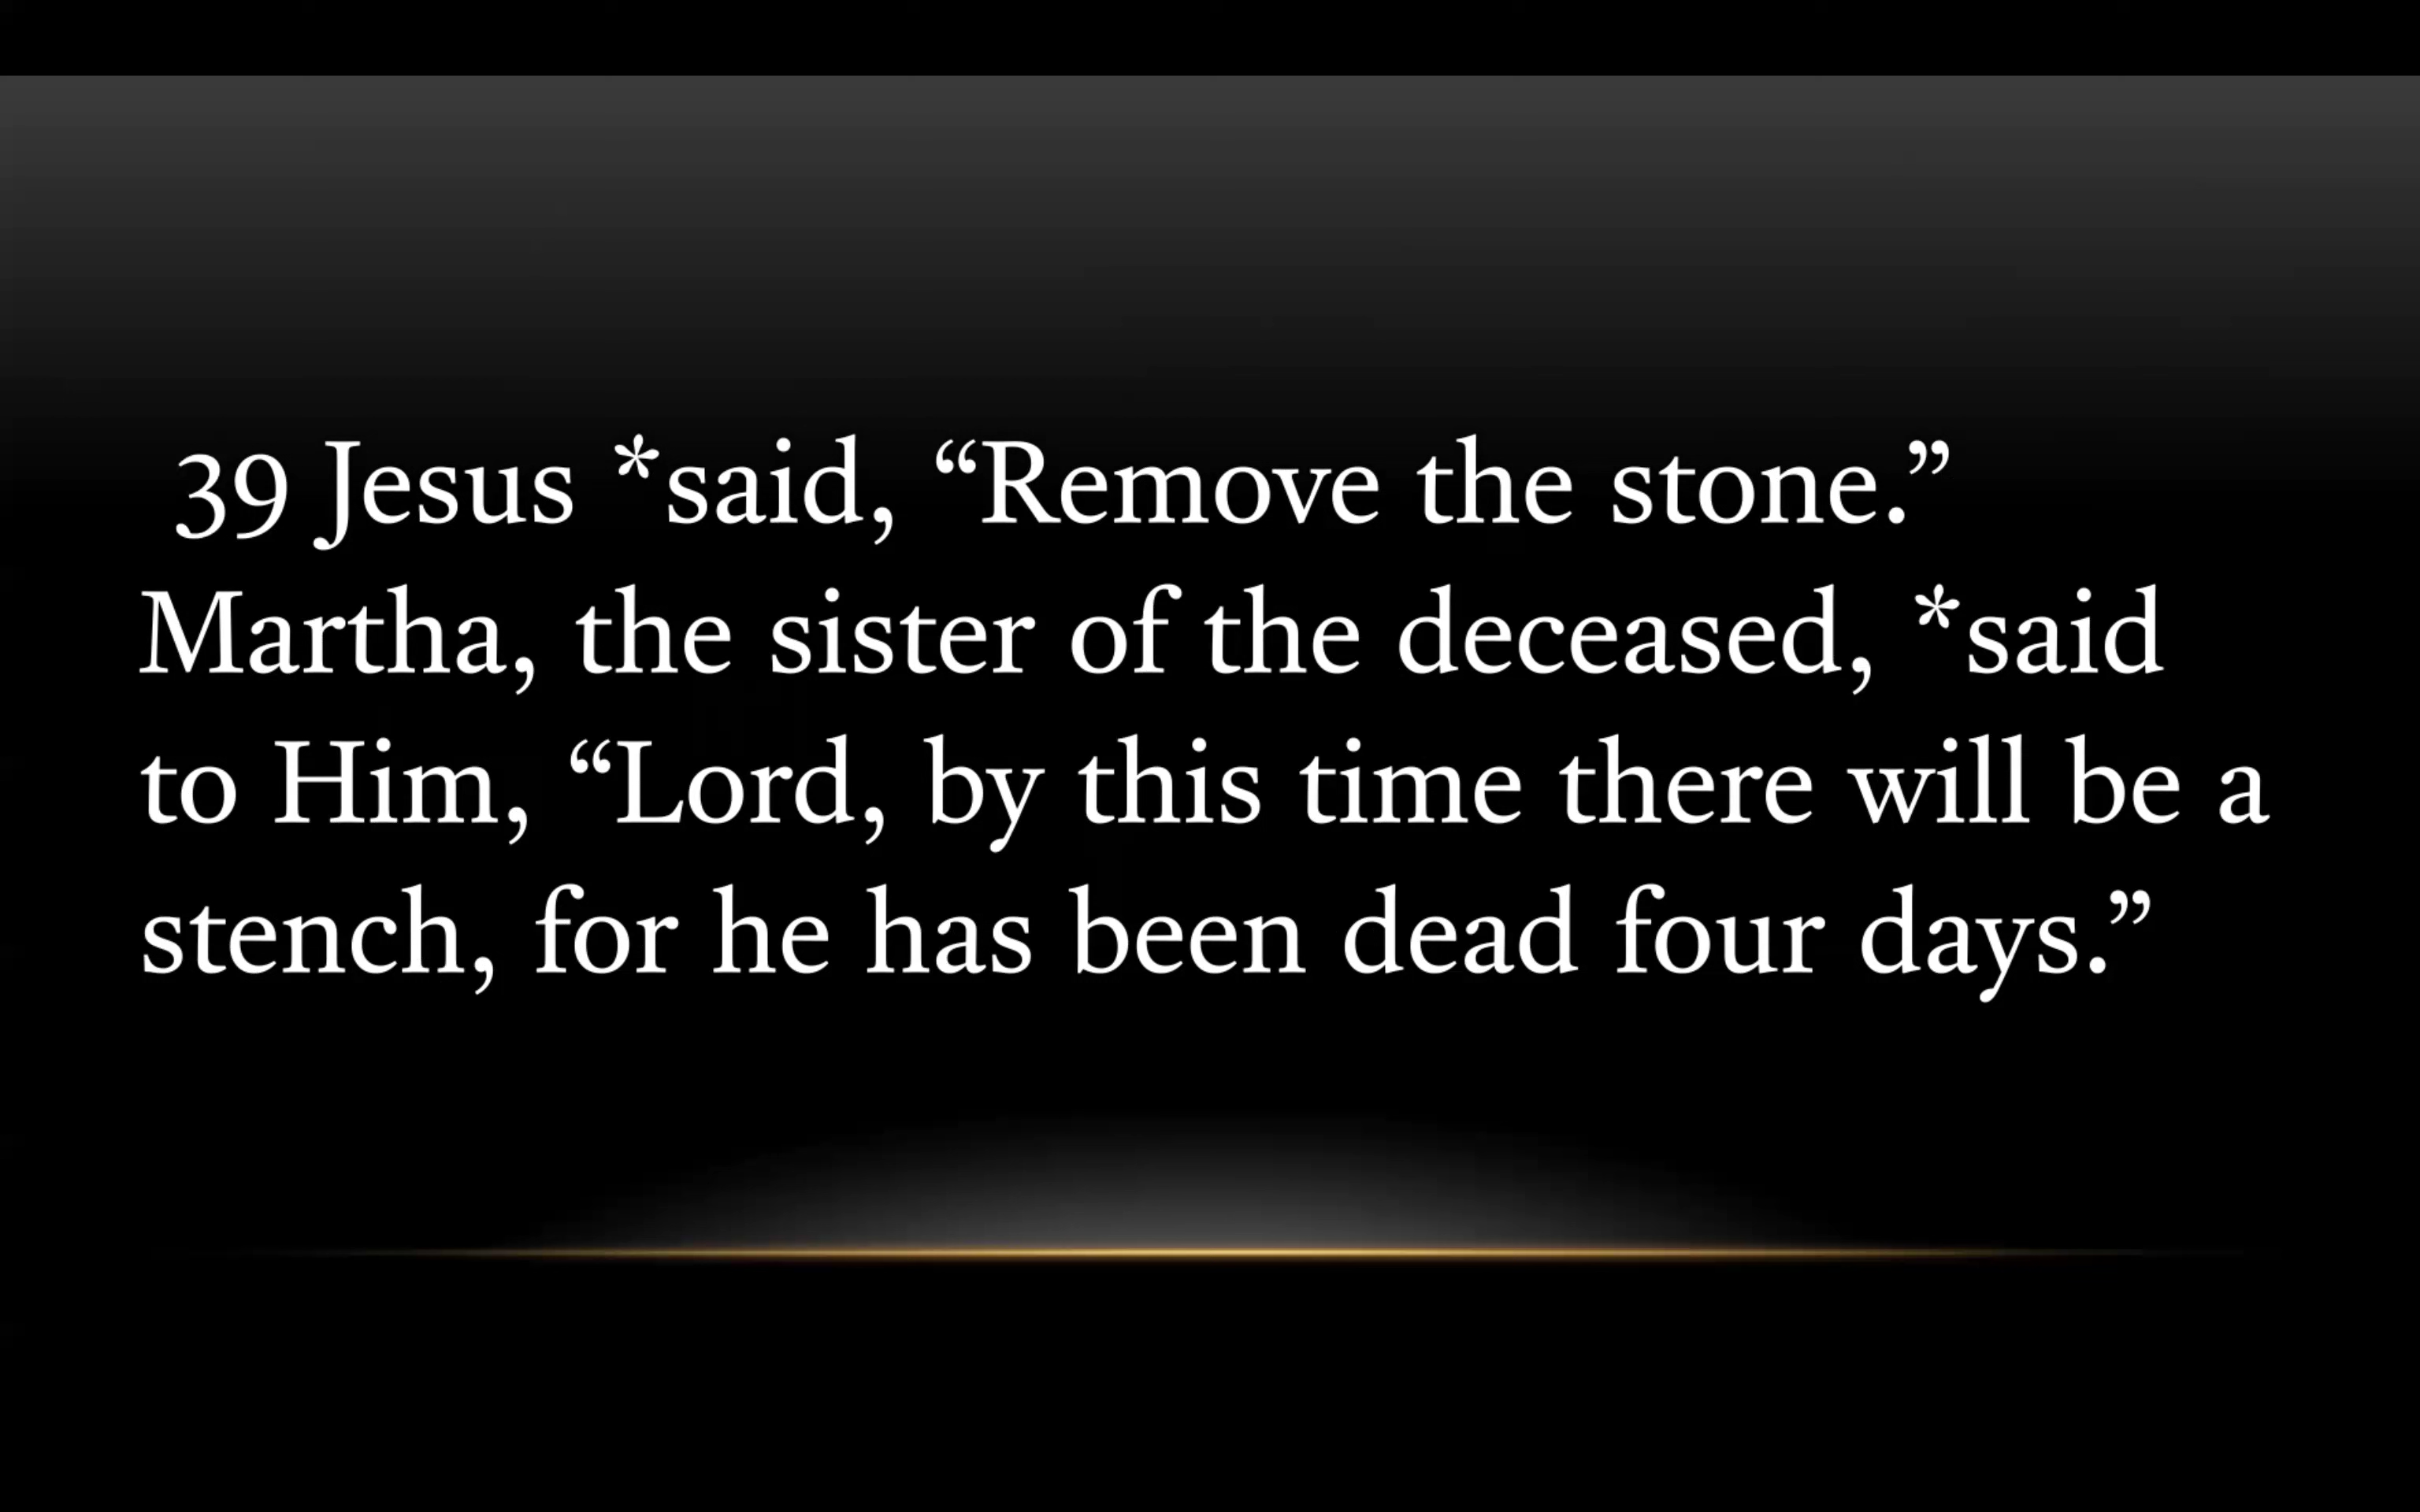 39 Jesus *said, “Remove the stone.”
Martha, the sister of the deceased, *said
to Him, “Lord, by this time there will be a
stench, for he has been dead four days.”